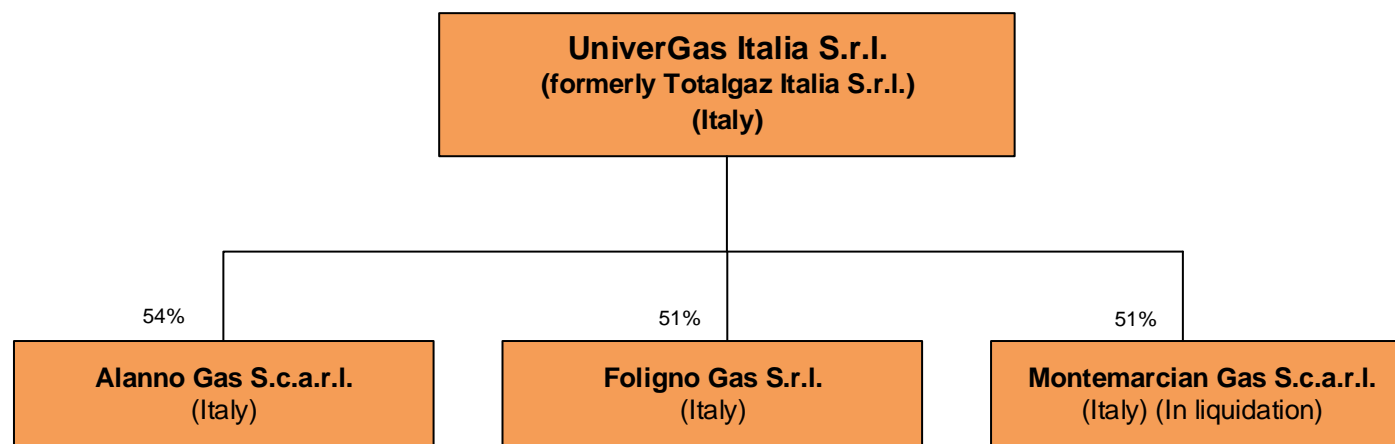 UniverGas Italia S.r.l.
(formerly Totalgaz Italia S.r.l.)
(Italy)
54%
51%
51%
Alanno Gas S.c.a.r.l.
(Italy)
Foligno Gas S.r.l.
(Italy)
Montemarcian Gas S.c.a.r.l.
(Italy) (In liquidation)